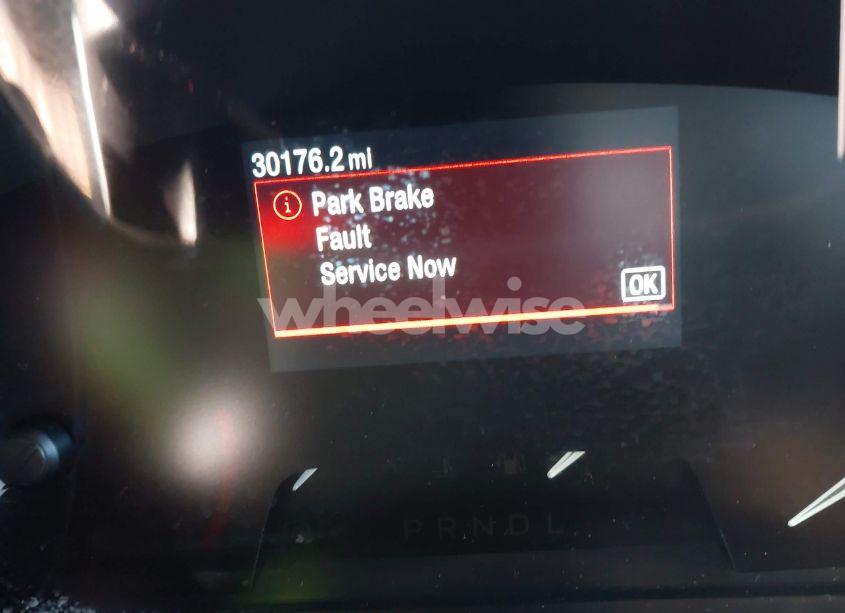 30176.2 mi
i Park Brake
Fault
Service Now
OK
wheelwise
PRNDL